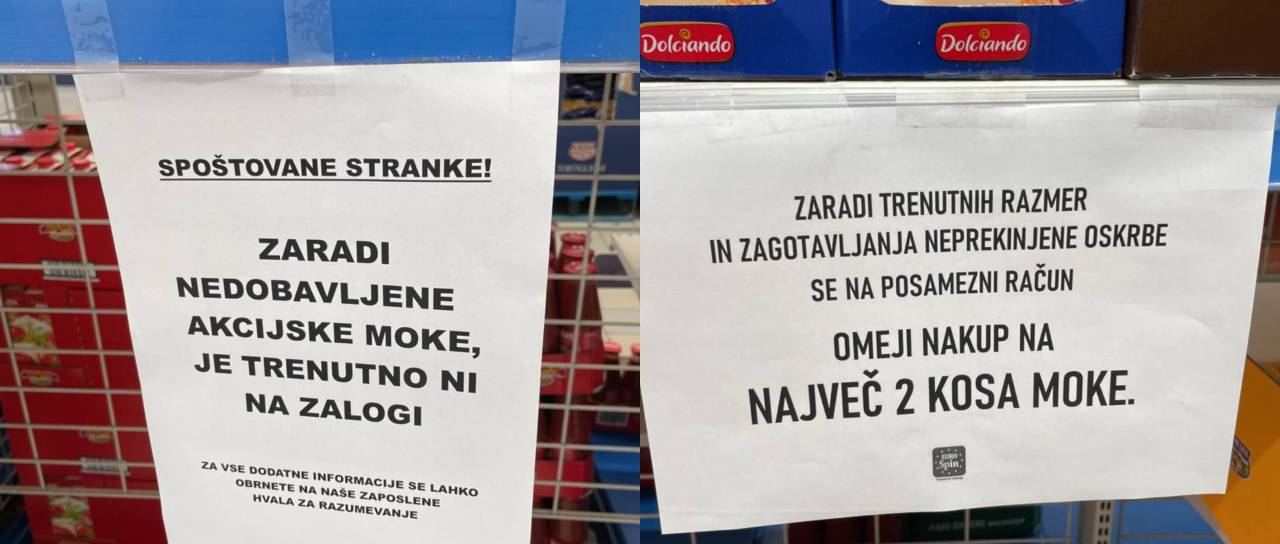 SPOŠTOVANE STRANKE!
ZARADI
NEDOBAVLJENE
AKCIJSKE MOKE,
JE TRENUTNO NI
NA ZALOGI
ZA VSE DODATNE INFORMACIJE SE LAHKO
OBRNETE NA NAŠE ZAPOSLENE
HVALA ZA RAZUMEVANJE
Dolciando
Dolciando
ZARADI TRENUTNIH RAZMER
IN ZAGOTAVLJANJA NEPREKINJENE OSKRBE
SE NA POSAMEZNI RAČUN
OMEJI NAKUP NA
NAJVEČ 2 KOSA MOKE.
EURO
Spin